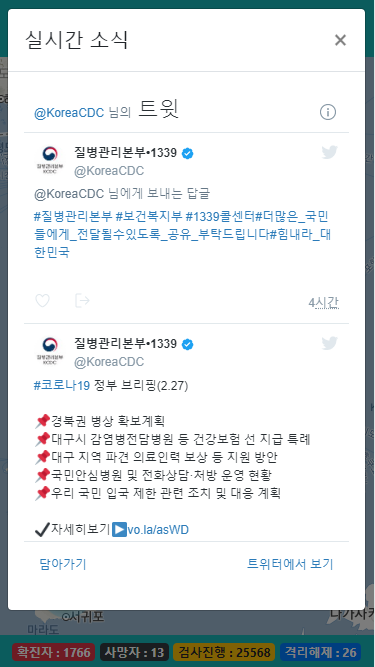 실시간 소식
×
@KoreaCDC 님의 트윗
질병관리본부•1339
@KoreaCDC
@KoreaCDC 님에게 보내는 답글
#질병관리본부 #보건복지부 #1339콜센터#더많은_국민
들에게_전달될수있도록_공유_부탁드립니다#힘내라_대
한민국
4시간
질병관리본부•1339
@KoreaCDC
#코로나19 정부 브리핑(2.27)
📌경북권 병상 확보계획
📌대구시 감염병전담병원 등 건강보험 선 지급 특례
📌대구 지역 파견 의료인력 보상 등 지원 방안
📌국민안심병원 및 전화상담·처방 운영 현황
📌우리 국민 입국 제한 관련 조치 및 대응 계획
✔자세히보기▶vo.la/asWD
담아가기
트위터에서 보기
서귀포
마라도
나가사키
확진자 : 1766 사망자 : 13 검사진행 : 25568 격리해제 : 26